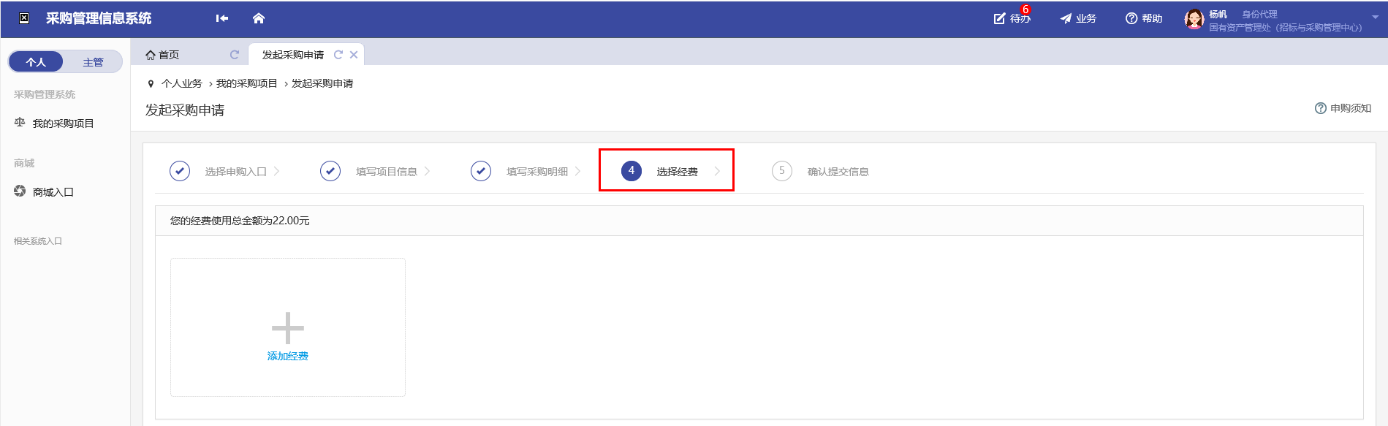 采购管理信息系统
待办 6
业务
帮助
杨帆 身份代理
国有资产管理处（招标与采购管理中心）
个人 主管
采购管理系统
我的采购项目
商城
商城入口
相关系统入口
首页 发起采购申请
个人业务 › 我的采购项目 › 发起采购申请
发起采购申请
申购须知
选择申购入口 填写项目信息 填写采购明细 4 选择经费 5 确认提交信息
您的经费使用总金额为22.00元
添加经费